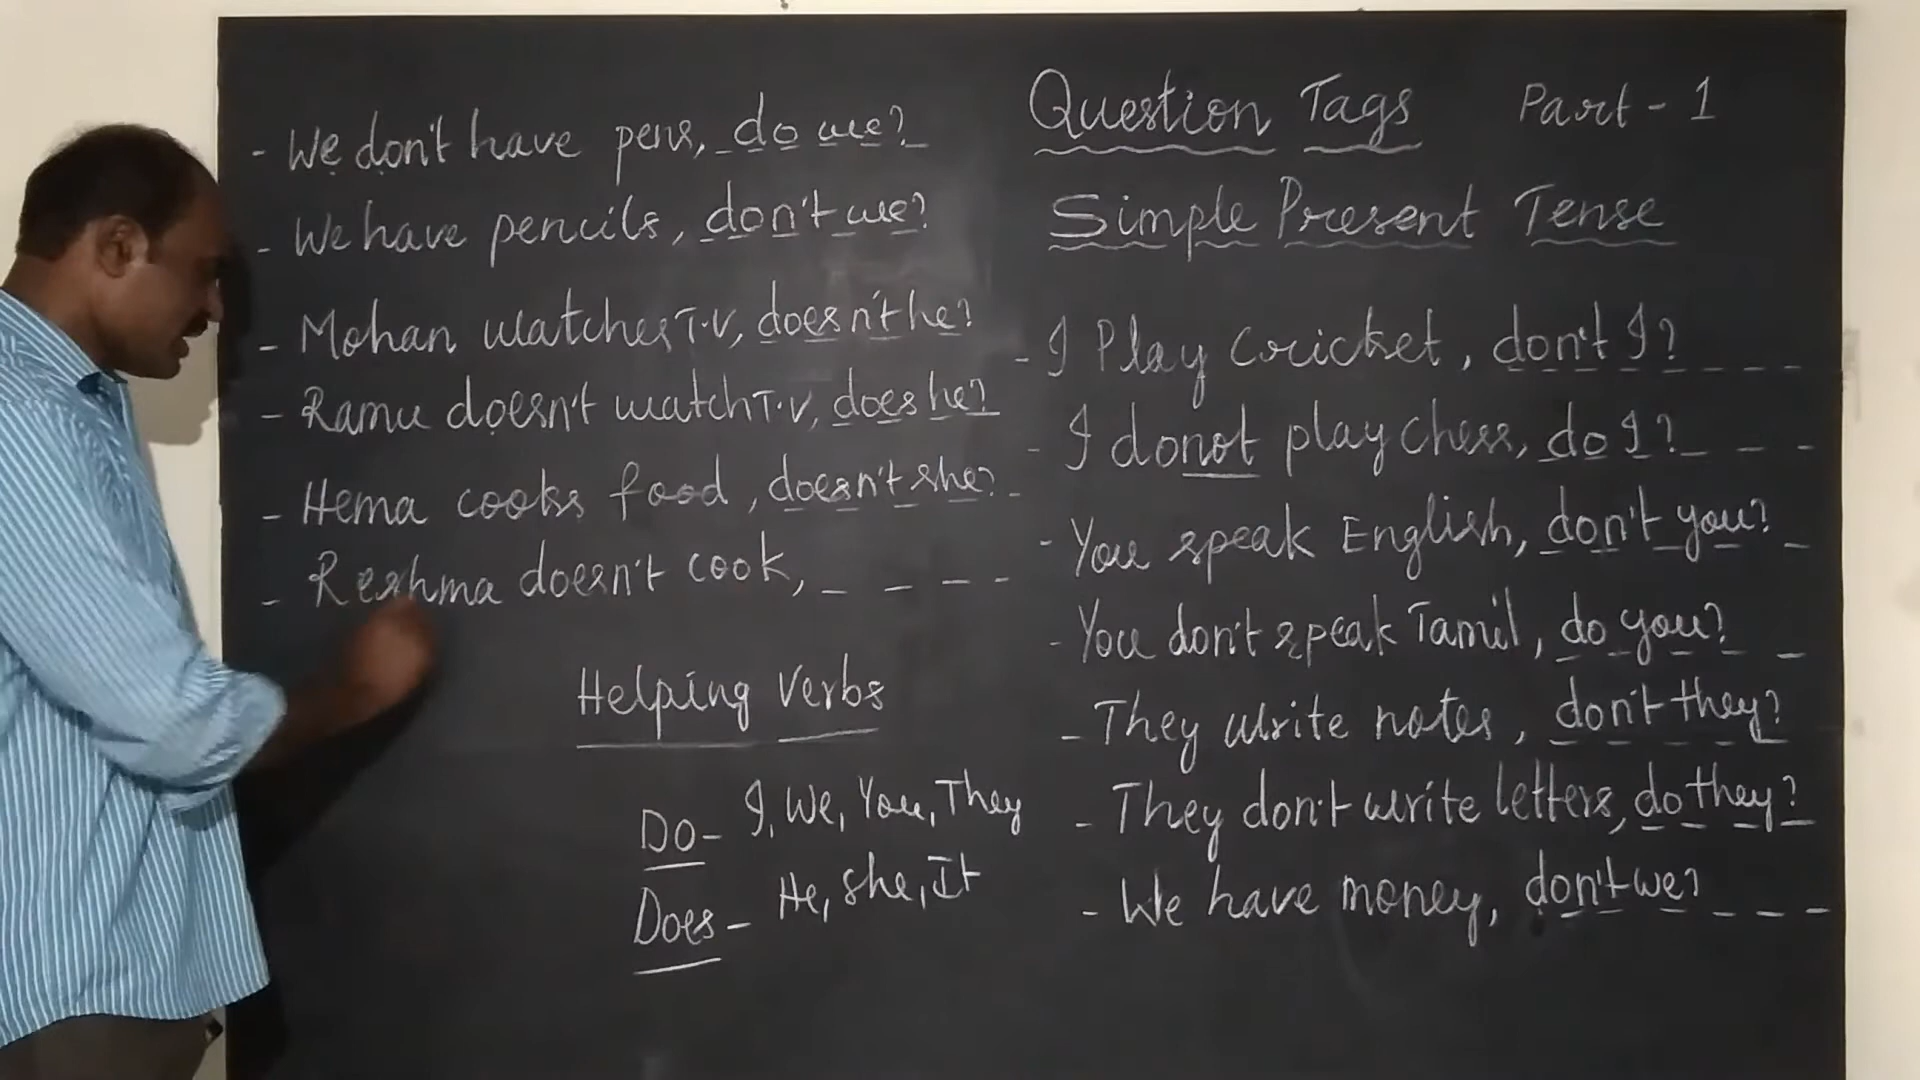 Question Tags Part - 1
Simple Present Tense
- I Play cricket, don't I?
- I do not play chess, do I?
- You speak English, don't you?
- You don't speak Tamil, do you?
- They write notes, don't they?
- They don't write letters, do they?
- We have money, don't we?
- We don't have pens, do we?
- We have pencils, don't we?
- Mohan watches T.V, doesn't he?
- Ramu doesn't watch T.V, does he?
- Hema cooks food, doesn't she?
- Reshma doesn't cook, _ _ _ _
Helping Verbs
Do - I, We, You, They
Does - He, She, It